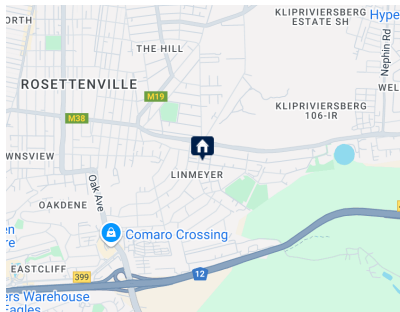 ORTH
KLIPRIVIERSBERG
ESTATE SH
Hype
THE HILL
Nephin Rd
ROSETTENVILLE
M19
WEL
KLIPRIVIERSBERG
106-IR
M38
WNSVIEW
LINMEYER
Oak Ave
OAKDENE
en
re
Comaro Crossing
EASTCLIFF
399
12
ers Warehouse
Eagles